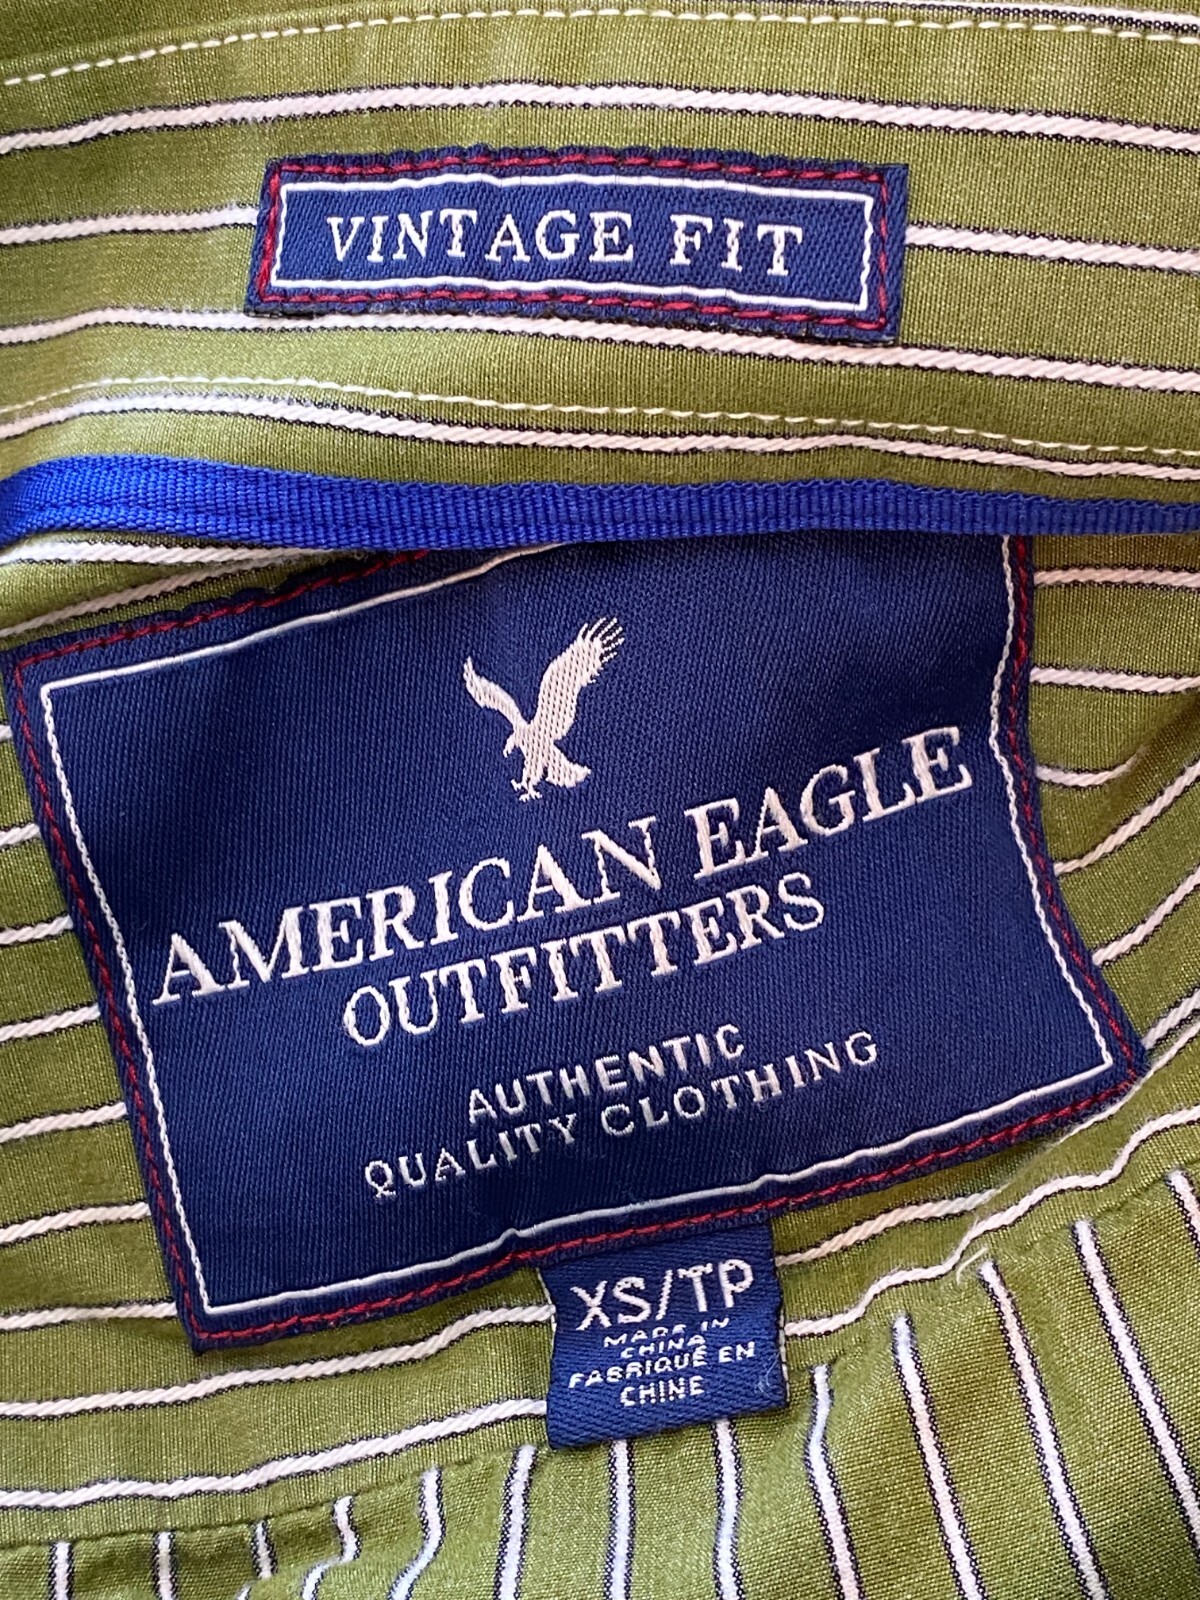 VINTAGE FIT
AMERICAN EAGLE
OUTFITTERS
AUTHENTIC
QUALITY CLOTHING
XS/TP
MADE IN
CHINA
FABRIQUÉ EN
CHINE